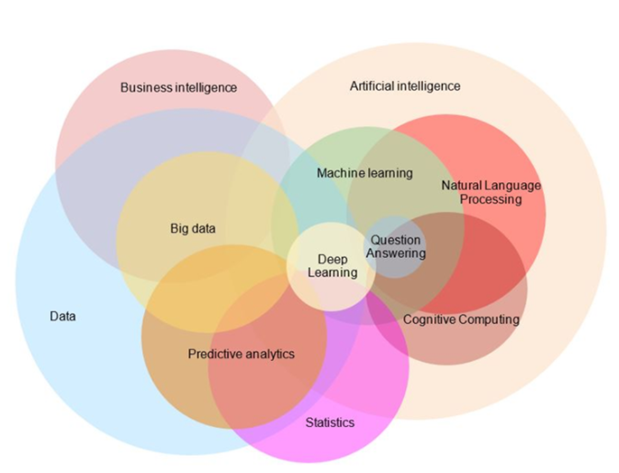 Business intelligence
Artificial intelligence
Machine learning
Natural Language
Processing
Big data
Question
Answering
Deep
Learning
Data
Cognitive Computing
Predictive analytics
Statistics